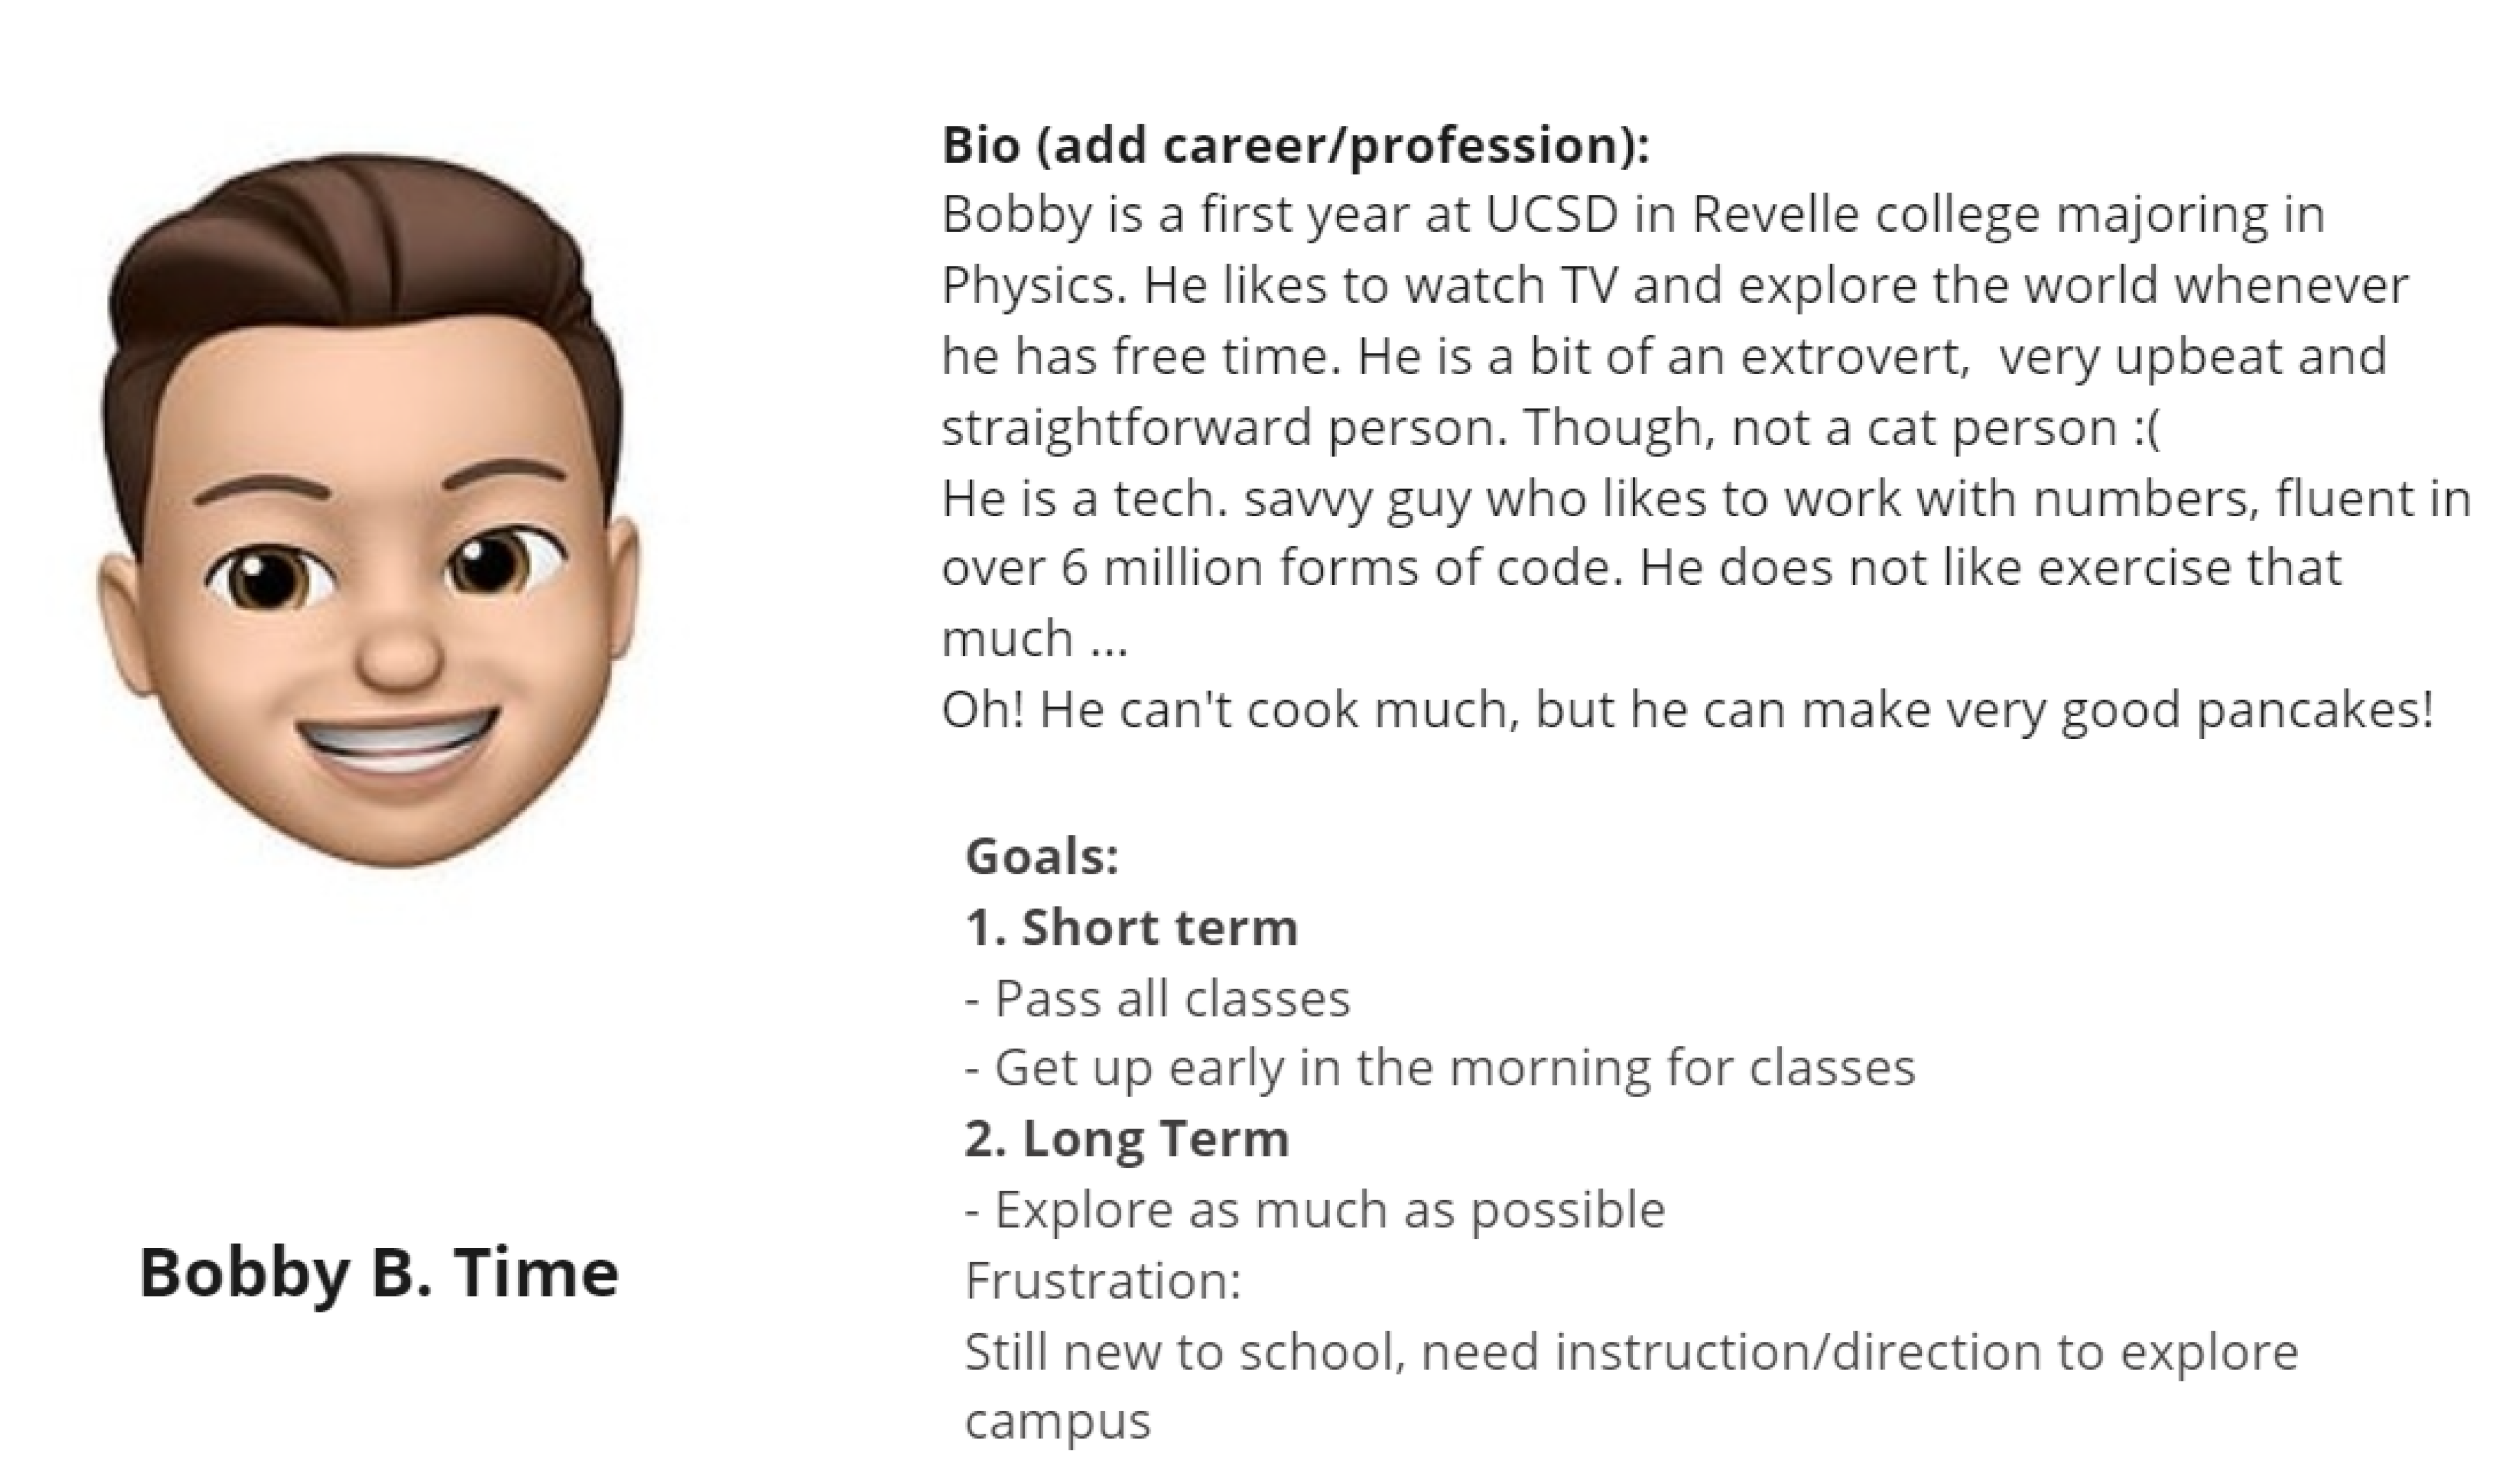 Bio (add career/profession):
Bobby is a first year at UCSD in Revelle college majoring in
Physics. He likes to watch TV and explore the world whenever
he has free time. He is a bit of an extrovert,  very upbeat and
straightforward person. Though, not a cat person :(
He is a tech. savvy guy who likes to work with numbers, fluent in
over 6 million forms of code. He does not like exercise that
much ...
Oh! He can't cook much, but he can make very good pancakes!
Goals:
1. Short term
- Pass all classes
- Get up early in the morning for classes
2. Long Term
- Explore as much as possible
Frustration:
Still new to school, need instruction/direction to explore
campus
Bobby B. Time